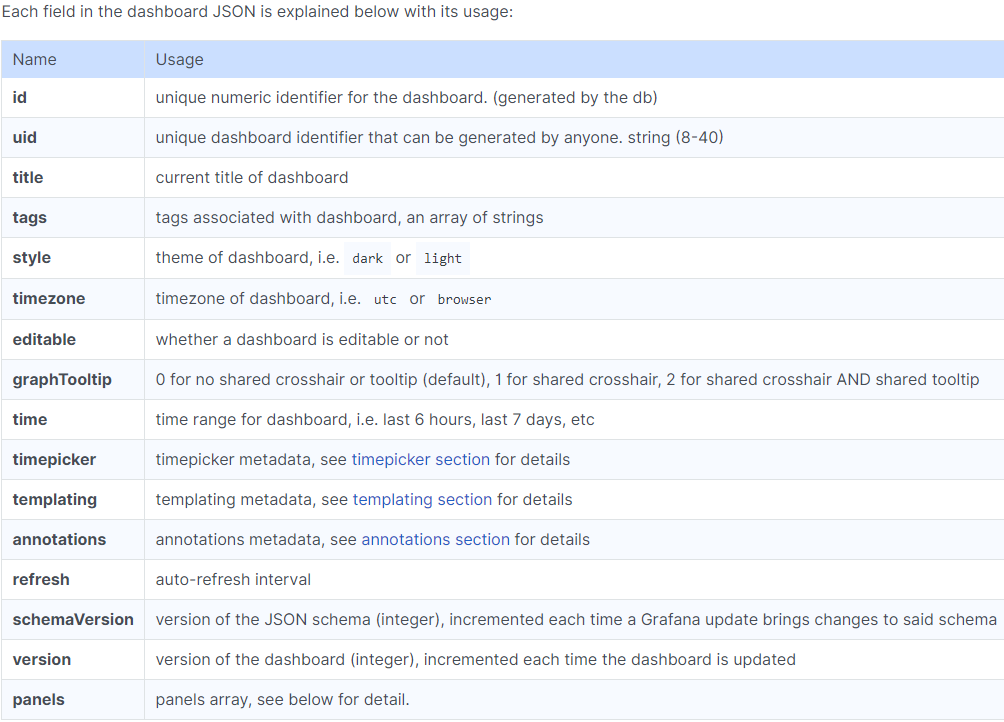 Each field in the dashboard JSON is explained below with its usage:
Name Usage
id unique numeric identifier for the dashboard. (generated by the db)
uid unique dashboard identifier that can be generated by anyone. string (8-40)
title current title of dashboard
tags tags associated with dashboard, an array of strings
style theme of dashboard, i.e. dark or light
timezone timezone of dashboard, i.e. utc or browser
editable whether a dashboard is editable or not
graphTooltip 0 for no shared crosshair or tooltip (default), 1 for shared crosshair, 2 for shared crosshair AND shared tooltip
time time range for dashboard, i.e. last 6 hours, last 7 days, etc
timepicker timepicker metadata, see timepicker section for details
templating templating metadata, see templating section for details
annotations annotations metadata, see annotations section for details
refresh auto-refresh interval
schemaVersion version of the JSON schema (integer), incremented each time a Grafana update brings changes to said schema
version version of the dashboard (integer), incremented each time the dashboard is updated
panels panels array, see below for detail.